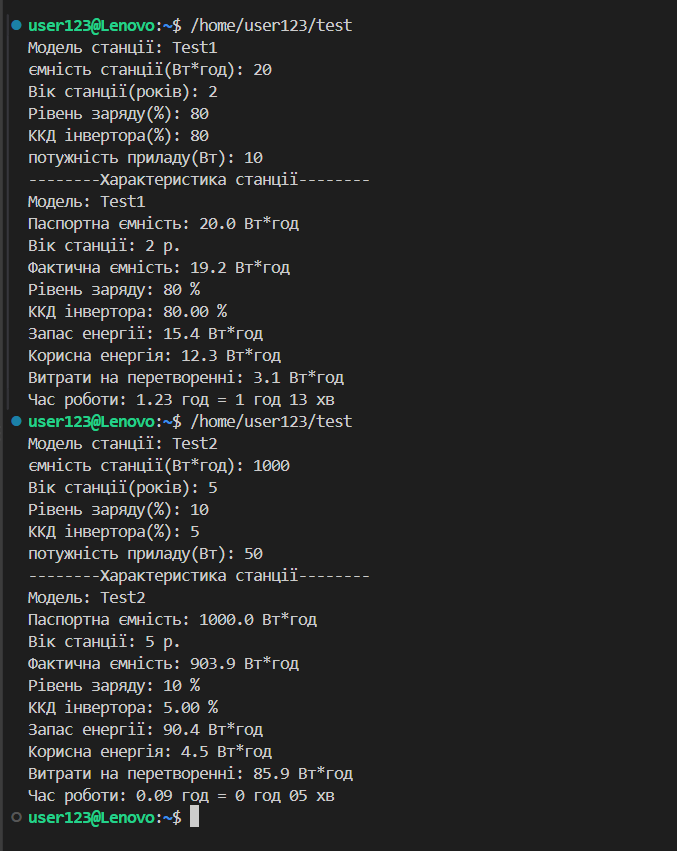 user123@Lenovo:~$ /home/user123/test
Модель станції: Test1
ємність станції(Вт*год): 20
Вік станції(років): 2
Рівень заряду(%): 80
ККД інвертора(%): 80
потужність приладу(Вт): 10
--------Характеристика станції--------
Модель: Test1
Паспортна ємність: 20.0 Вт*год
Вік станції: 2 р.
Фактична ємність: 19.2 Вт*год
Рівень заряду: 80 %
ККД інвертора: 80.00 %
Запас енергії: 15.4 Вт*год
Корисна енергія: 12.3 Вт*год
Витрати на перетворенні: 3.1 Вт*год
Час роботи: 1.23 год = 1 год 13 хв
user123@Lenovo:~$ /home/user123/test
Модель станції: Test2
ємність станції(Вт*год): 1000
Вік станції(років): 5
Рівень заряду(%): 10
ККД інвертора(%): 5
потужність приладу(Вт): 50
--------Характеристика станції--------
Модель: Test2
Паспортна ємність: 1000.0 Вт*год
Вік станції: 5 р.
Фактична ємність: 903.9 Вт*год
Рівень заряду: 10 %
ККД інвертора: 5.00 %
Запас енергії: 90.4 Вт*год
Корисна енергія: 4.5 Вт*год
Витрати на перетворенні: 85.9 Вт*год
Час роботи: 0.09 год = 0 год 05 хв
user123@Lenovo:~$